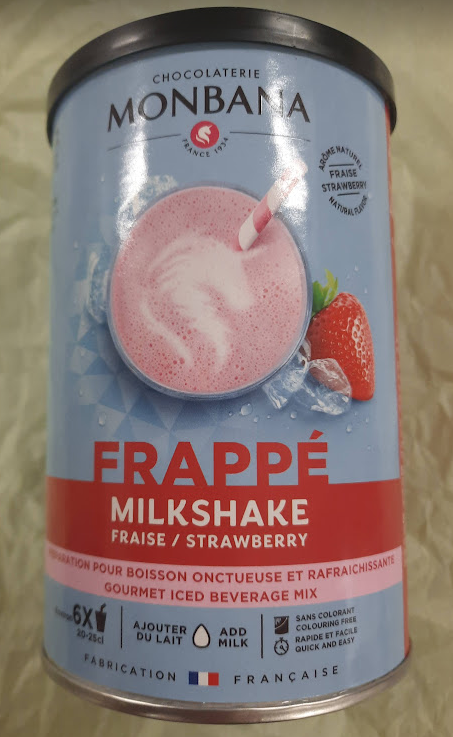 CHOCOLATERIE
MONBANA
FRANCE 1934
ARÔME NATUREL
FRAISE
STRAWBERRY
NATURAL FLAVOUR
FRAPPÉ
MILKSHAKE
FRAISE / STRAWBERRY
POUR BOISSON ONCTUEUSE ET RAFRAICHISSANTE
GOURMET ICED BEVERAGE MIX
6X
20-25cl
AJOUTER
DU LAIT
ADD
MILK
SANS COLORANT
COLOURING FREE
RAPIDE ET FACILE
QUICK AND EASY
FABRICATION FRANÇAISE